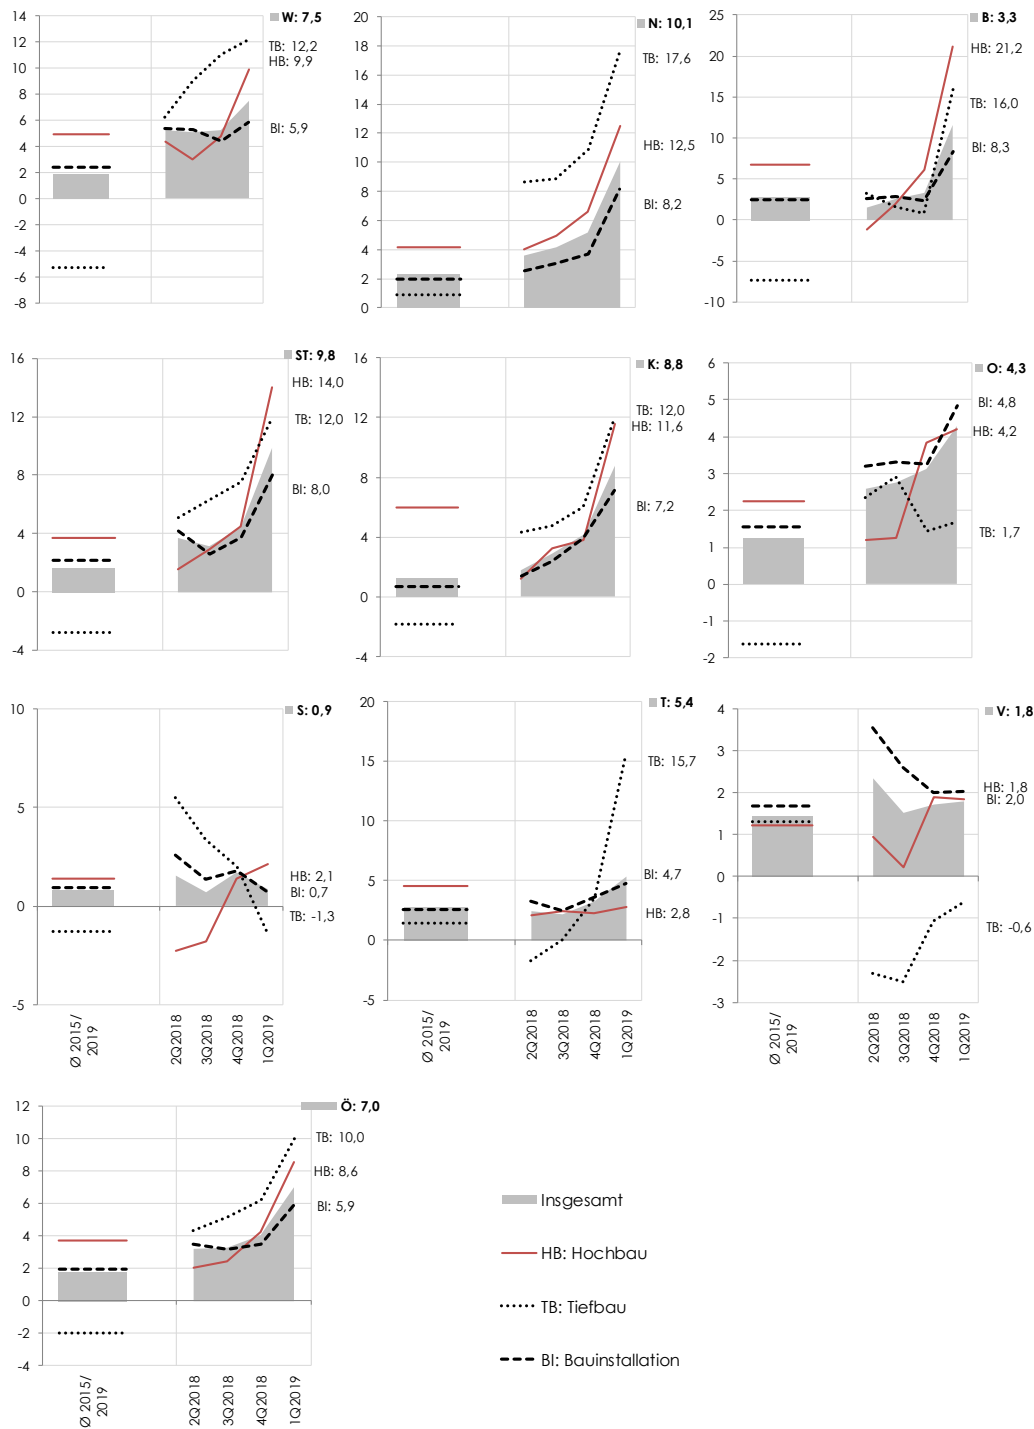 W: 7,5
14
12
10
8
6
4
2
0
-2
-4
-6
-8
TB: 12,2
HB: 9,9
BI: 5,9
N: 10,1
20
18
16
14
12
10
8
6
4
2
0
TB: 17,6
HB: 12,5
BI: 8,2
B: 3,3
25
20
15
10
5
0
-5
-10
HB: 21,2
TB: 16,0
BI: 8,3
ST: 9,8
16
12
8
4
0
-4
HB: 14,0
TB: 12,0
BI: 8,0
K: 8,8
16
12
8
4
0
-4
TB: 12,0
HB: 11,6
BI: 7,2
O: 4,3
6
5
4
3
2
1
0
-1
-2
BI: 4,8
HB: 4,2
TB: 1,7
S: 0,9
10
5
0
-5
HB: 2,1
BI: 0,7
TB: -1,3
Ø 2015/
2019
2Q2018
3Q2018
4Q2018
1Q2019
T: 5,4
20
15
10
5
0
-5
TB: 15,7
BI: 4,7
HB: 2,8
Ø 2015/
2019
2Q2018
3Q2018
4Q2018
1Q2019
V: 1,8
4
3
2
1
0
-1
-2
-3
HB: 1,8
BI: 2,0
TB: -0,6
Ø 2015/
2019
2Q2018
3Q2018
4Q2018
1Q2019
Ö: 7,0
12
10
8
6
4
2
0
-2
-4
TB: 10,0
HB: 8,6
BI: 5,9
Ø 2015/
2019
2Q2018
3Q2018
4Q2018
1Q2019
Insgesamt
HB: Hochbau
TB: Tiefbau
BI: Bauinstallation